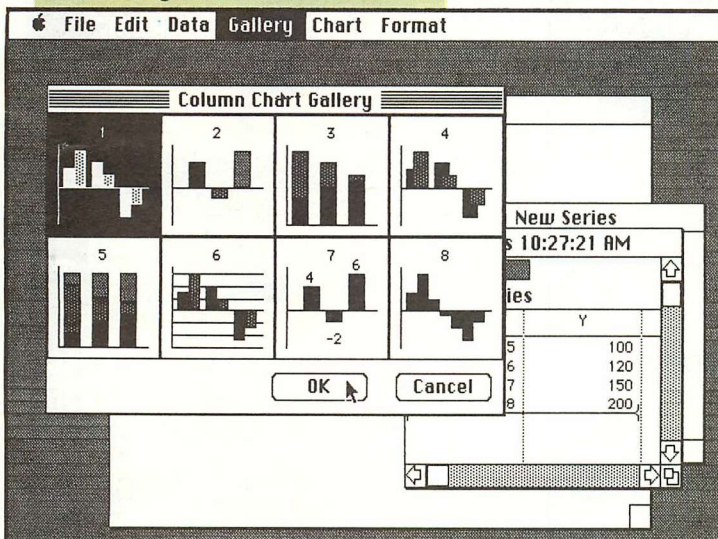 File Edit Data Gallery Chart Format
Column Chart Gallery
1 2 3 4
5 6 7 8
4 6
-2
OK Cancel
New Series
s 10:27:21 AM
ies
Y
5 100
6 120
7 150
8 200